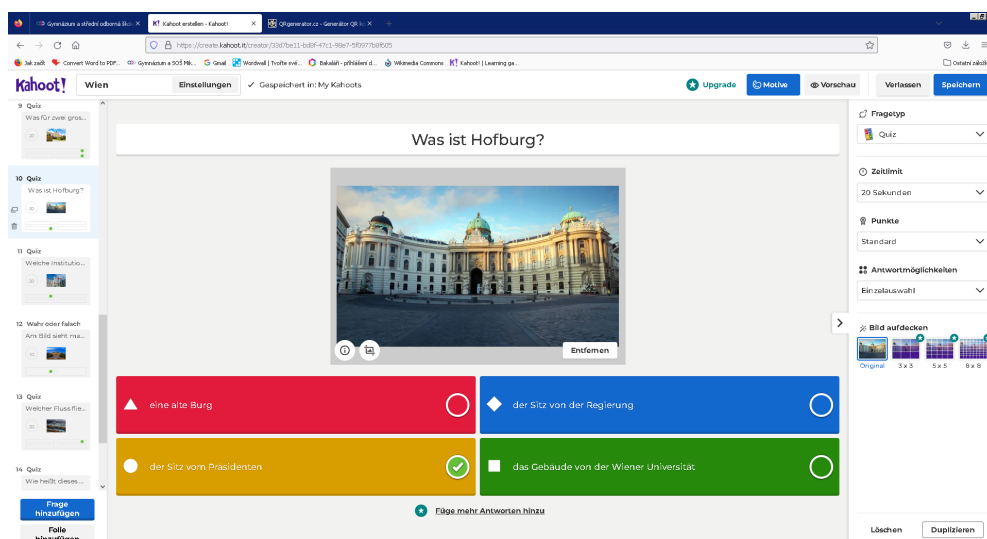 Gymnázium a střední odborná škol
Kahoot erstellen - Kahoot!
QRgenerator.cz - Generátor QR kó
https://create.kahoot.it/creator/33d7be11-bd9f-47c1-98e7-5f0977b8f605
Jak začít
Convert Word to PDF...
Gymnázium a SOŠ Mik...
Gmail
Wordwall | Tvořte své...
Bakaláři - přihlášení d...
Wikimedia Commons
Kahoot! | Learning ga...
Ostatní záložk
Kahoot!
Wien
Einstellungen
Gespeichert in: My Kahoots
Upgrade
Motive
Vorschau
Verlassen
Speichern
9 Quiz
Was für zwei gros...
20
10 Quiz
Was ist Hofburg?
20
11 Quiz
Welche Institutio...
20
12 Wahr oder falsch
Am Bild sieht me...
13 Quiz
Welcher Fluss flie...
20
14 Quiz
Wie heißt dieses
Frage
hinzufügen
Folie
hinzufügen
Was ist Hofburg?
Entfernen
eine alte Burg
der Sitz von der Regierung
der Sitz vom Präsidenten
das Gebäude von der Wiener Universität
Füge mehr Antworten hinzu
Fragetyp
Quiz
Zeitlimit
20 Sekunden
Punkte
Standard
Antwortmöglichkeiten
Einzelauswahl
Bild aufdecken
Original
3 x 3
5 x 5
8 x 8
Löschen
Duplizieren